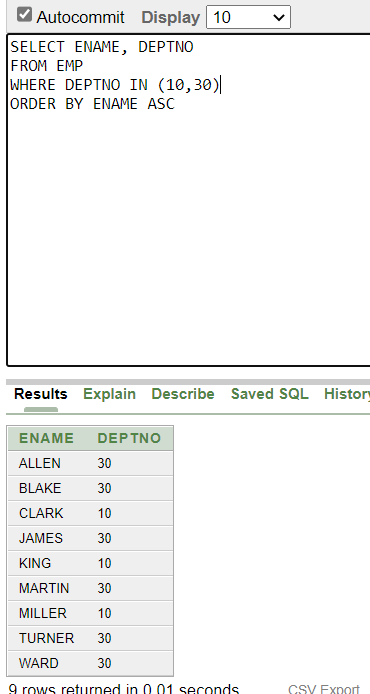 Autocommit Display 10
SELECT ENAME, DEPTNO
FROM EMP
WHERE DEPTNO IN (10,30)
ORDER BY ENAME ASC
Results Explain Describe Saved SQL History
ENAME DEPTNO
ALLEN 30
BLAKE 30
CLARK 10
JAMES 30
KING 10
MARTIN 30
MILLER 10
TURNER 30
WARD 30
9 rows returned in 0.01 seconds CSV Export